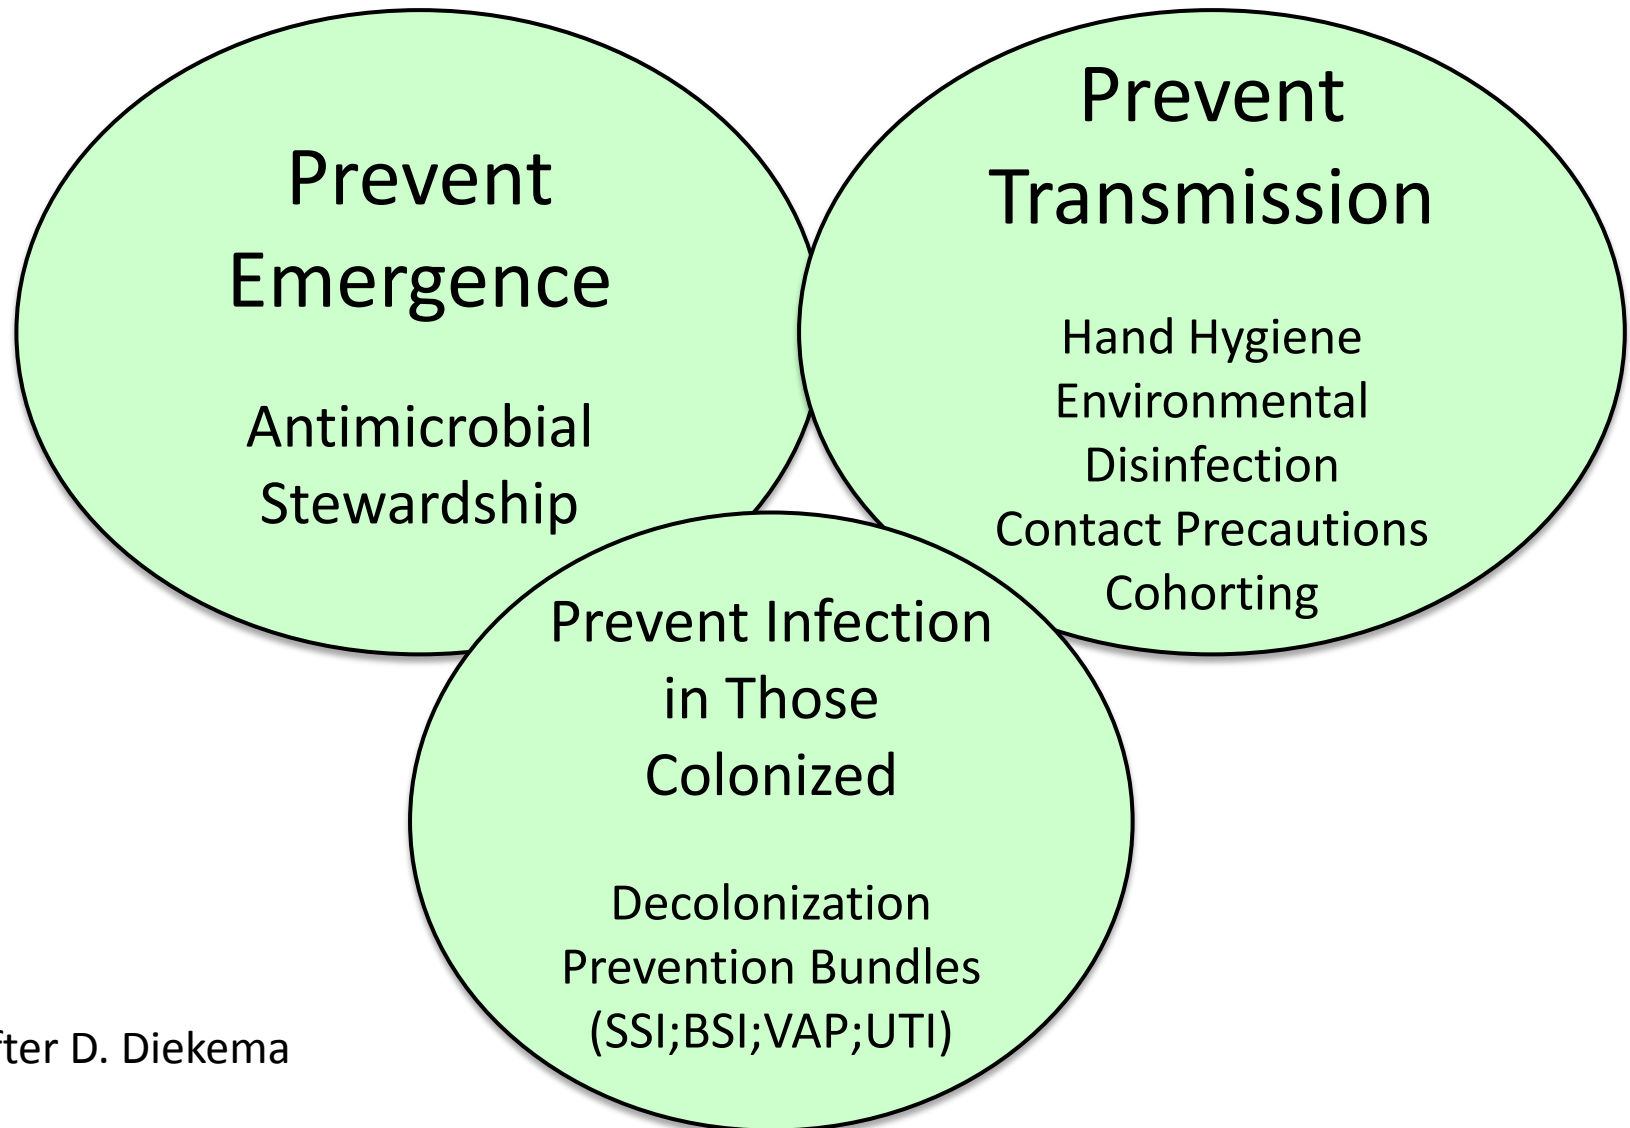 Prevent
Emergence
Antimicrobial
Stewardship
Prevent
Transmission
Hand Hygiene
Environmental
Disinfection
Contact Precautions
Cohorting
Prevent Infection
in Those
Colonized
Decolonization
Prevention Bundles
(SSI;BSI;VAP;UTI)
fter D. Diekema